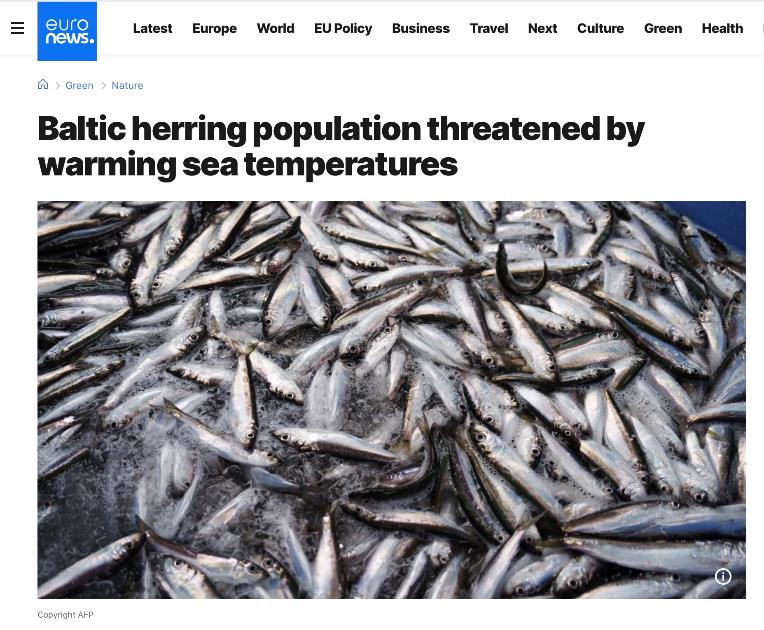 euro
news.
Latest Europe World EU Policy Business Travel Next Culture Green Health
Green Nature
Baltic herring population threatened by
warming sea temperatures
Copyright AFP